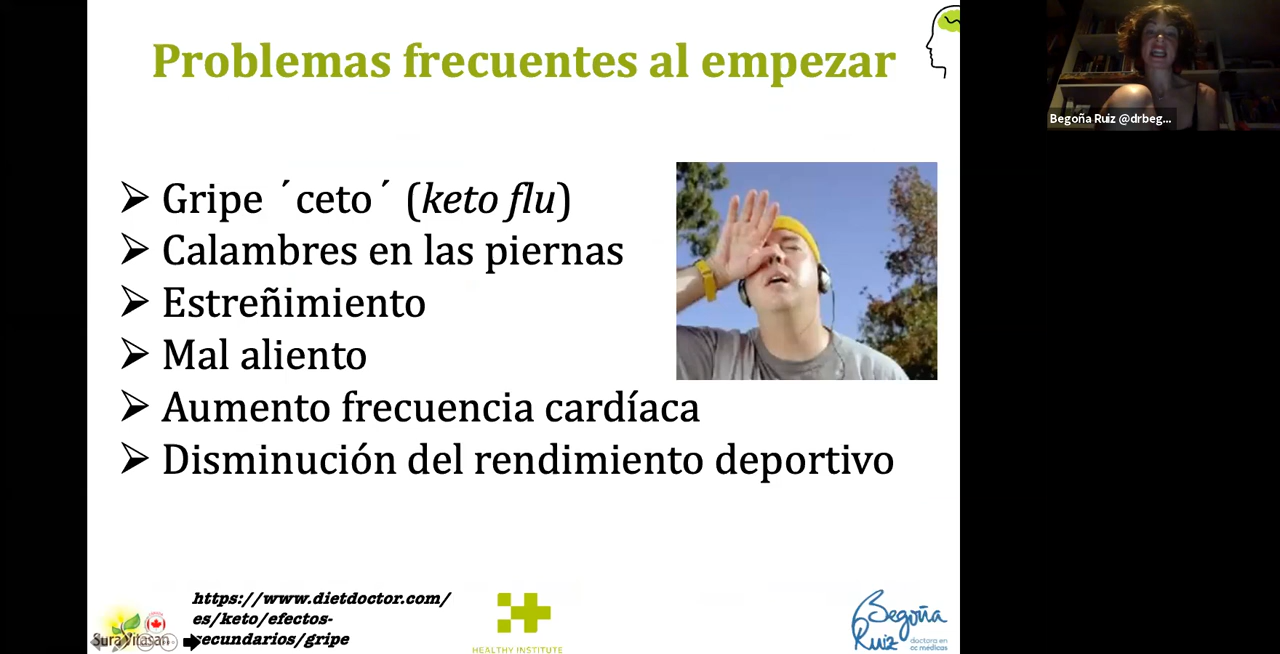 Problemas frecuentes al empezar
Begoña Ruiz @drbeg...
➢ Gripe ´ceto´ (keto flu)
➢ Calambres en las piernas
➢ Estreñimiento
➢ Mal aliento
➢ Aumento frecuencia cardíaca
➢ Disminución del rendimiento deportivo
https://www.dietdoctor.com/
es/keto/efectos-
secundarios/gripe
Sura Vitasan
HEALTHY INSTITUTE
Begoña
Ruiz
doctora en
cc médicas